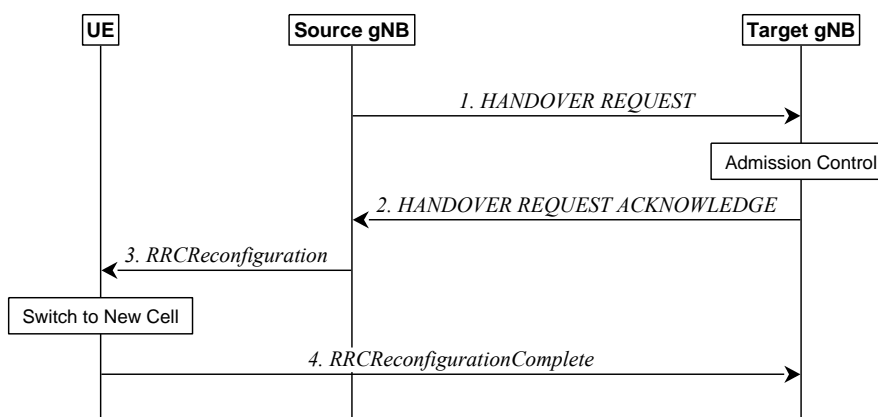 UE
Source gNB
Target gNB
1. HANDOVER REQUEST
Admission Control
2. HANDOVER REQUEST ACKNOWLEDGE
3. RRCReconfiguration
Switch to New Cell
4. RRCReconfigurationComplete